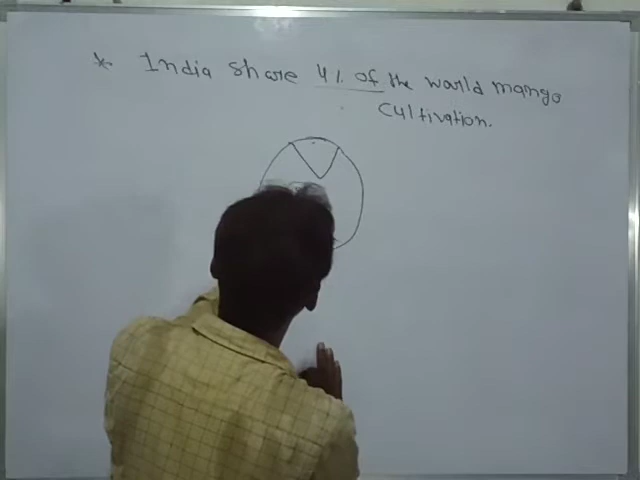 * India share 41% of the world mango
cultivation.